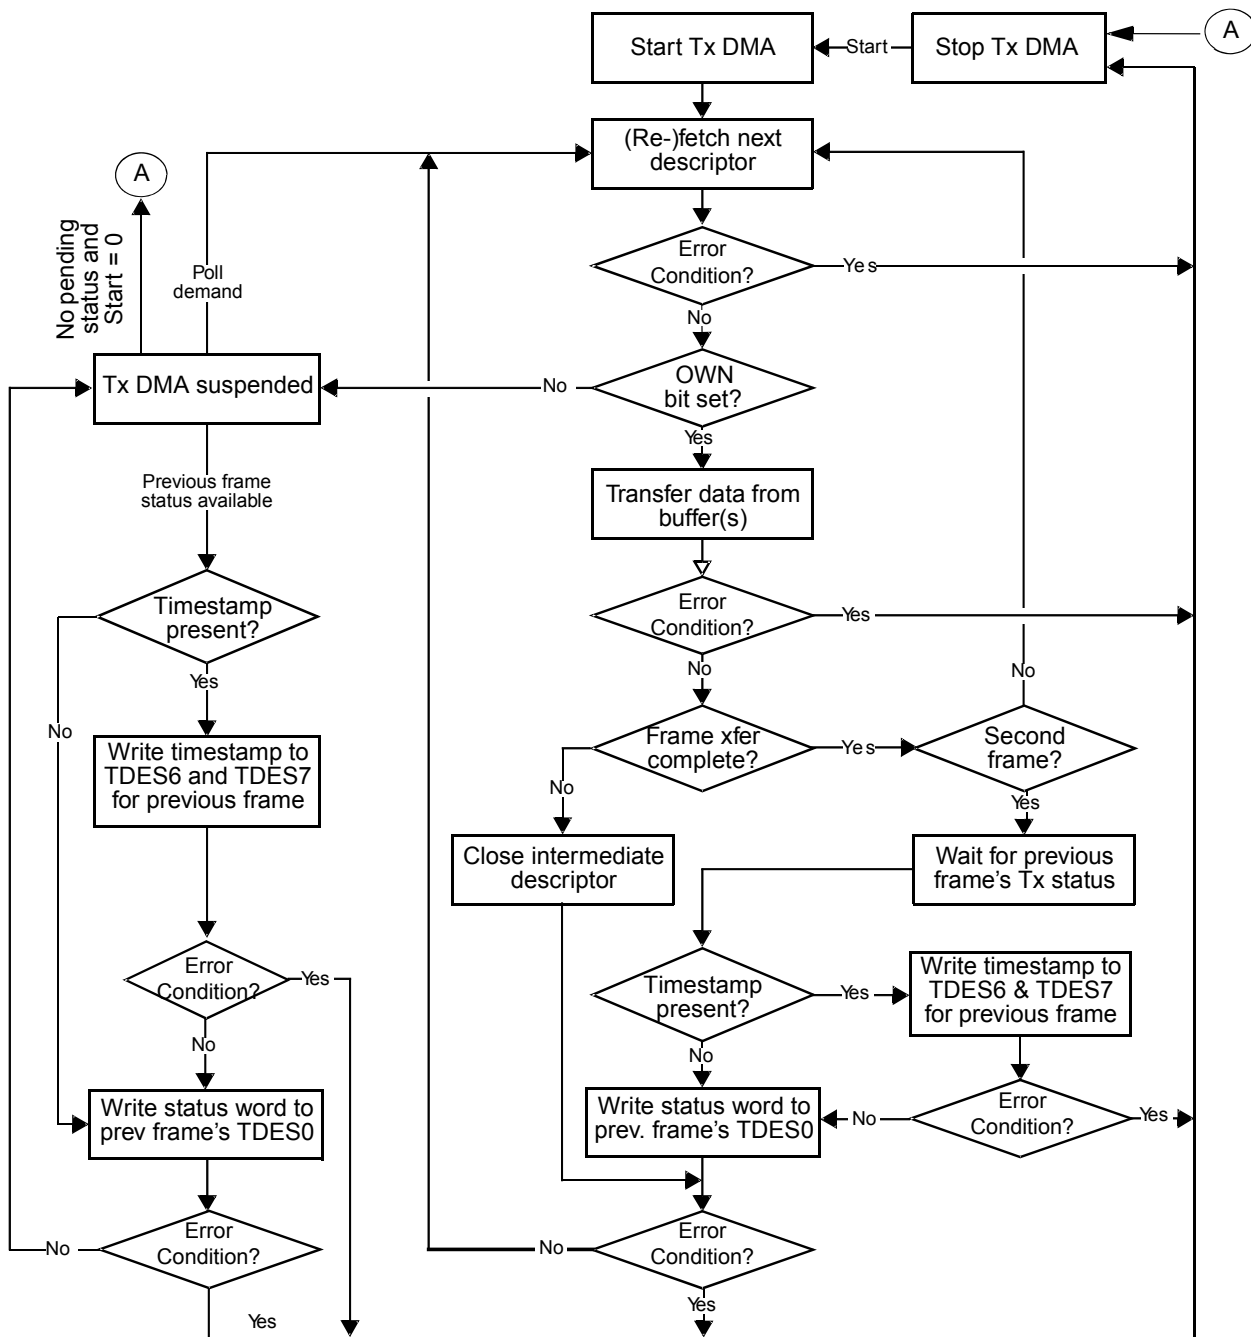 Start Tx DMA
Start
Stop Tx DMA
A
(Re-)fetch next
descriptor
A
No pending
status and
Start = 0
Poll
demand
Error
Condition?
Yes
No
Tx DMA suspended
No
OWN
bit set?
Yes
Previous frame
status available
Transfer data from
buffer(s)
Timestamp
present?
Error
Condition?
Yes
No
Yes
No
No
Write timestamp to
TDES6 and TDES7
for previous frame
Frame xfer
complete?
Yes
Second
frame?
No
Yes
Close intermediate
descriptor
Wait for previous
frame's Tx status
Error
Condition?
Yes
No
Timestamp
present?
Yes
Write timestamp to
TDES6 & TDES7
for previous frame
No
Write status word to
prev frame's TDES0
Write status word to
prev. frame's TDES0
No
Error
Condition?
Yes
No
Error
Condition?
Yes
No
Error
Condition?
Yes